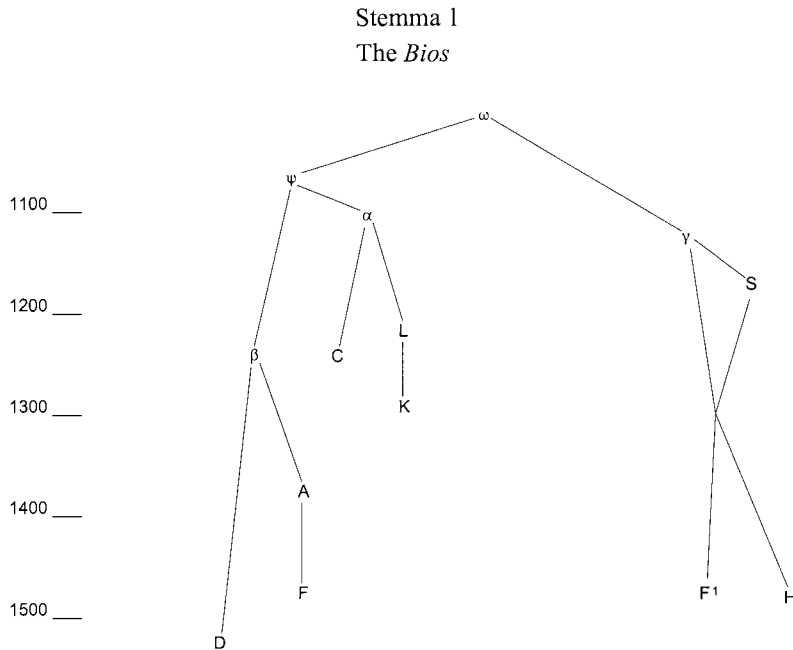 Stemma 1
The Bios
ω
ψ
1100
α
γ
S
1200
L
β
C
K
1300
A
1400
F
F¹
H
1500
D